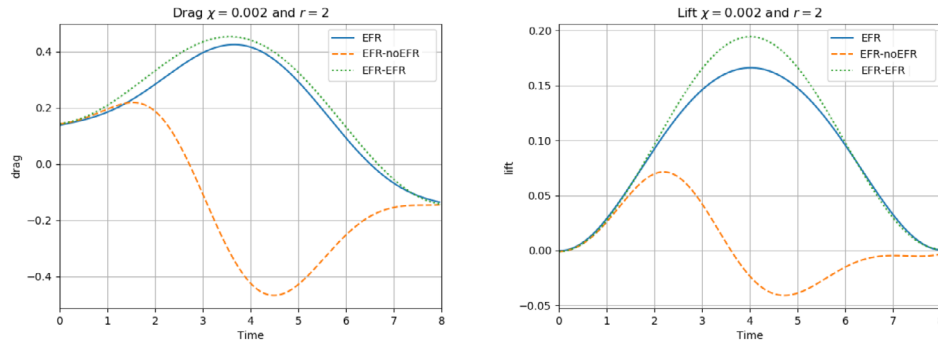 Drag χ = 0.002 and r = 2
EFR
EFR-noEFR
EFR-EFR
0.4
0.2
0.0
−0.2
−0.4
drag
0 1 2 3 4 5 6 7 8
Time
Lift χ = 0.002 and r = 2
EFR
EFR-noEFR
EFR-EFR
0.20
0.15
0.10
0.05
0.00
−0.05
lift
0 1 2 3 4 5 6 7
Time